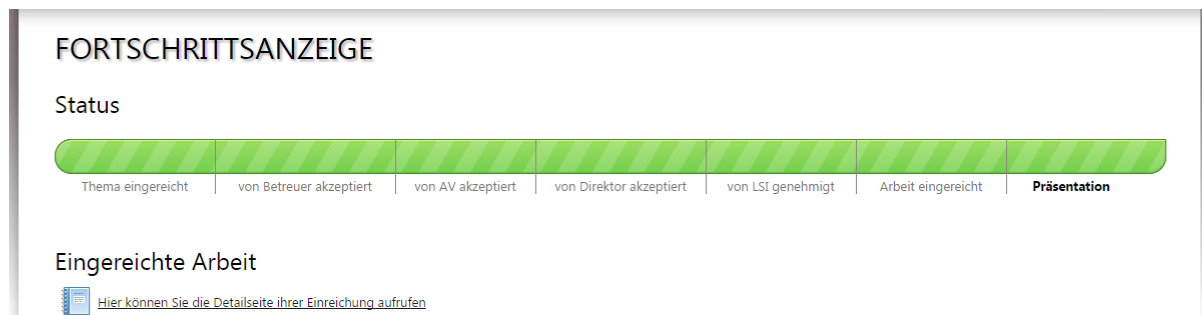 FORTSCHRITTSANZEIGE
Status
Thema eingereicht von Betreuer akzeptiert von AV akzeptiert von Direktor akzeptiert von LSI genehmigt Arbeit eingereicht Präsentation
Eingereichte Arbeit
Hier können Sie die Detailseite ihrer Einreichung aufrufen